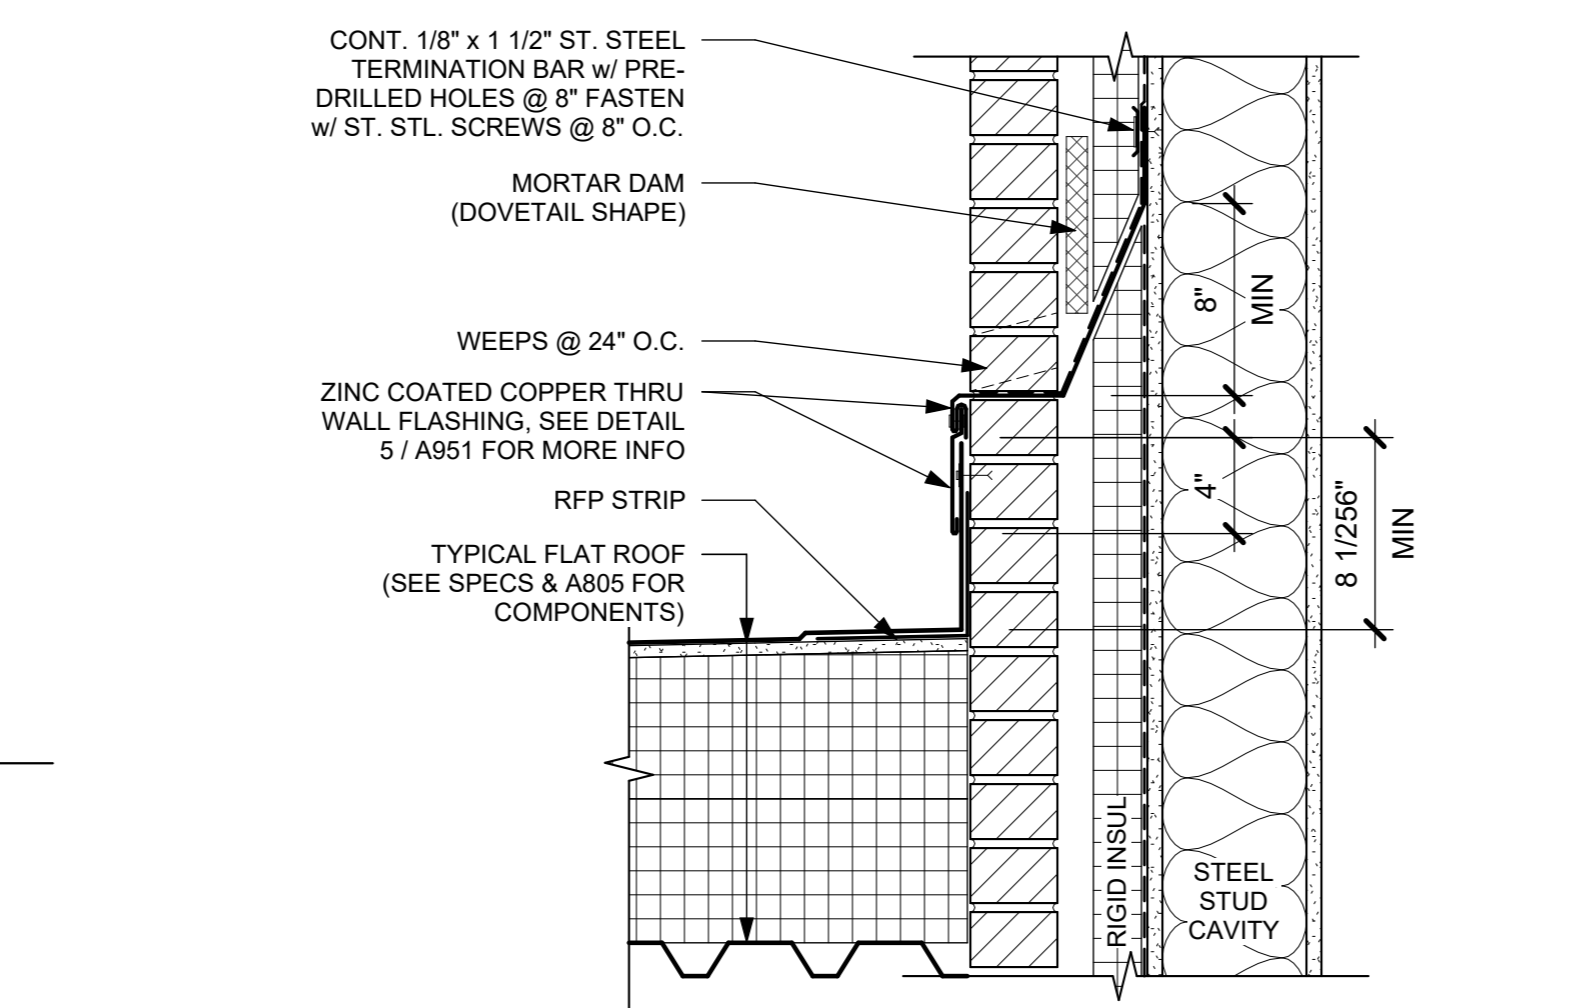 CONT. 1/8" x 1 1/2" ST. STEEL
TERMINATION BAR w/ PRE-
DRILLED HOLES @ 8" FASTEN
w/ ST. STL. SCREWS @ 8" O.C.
MORTAR DAM
(DOVETAIL SHAPE)
WEEPS @ 24" O.C.
ZINC COATED COPPER THRU
WALL FLASHING, SEE DETAIL
5 / A951 FOR MORE INFO
RFP STRIP
TYPICAL FLAT ROOF
(SEE SPECS & A805 FOR
COMPONENTS)
8"
MIN
4"
8 1/256"
MIN
RIGID INSUL
STEEL
STUD
CAVITY